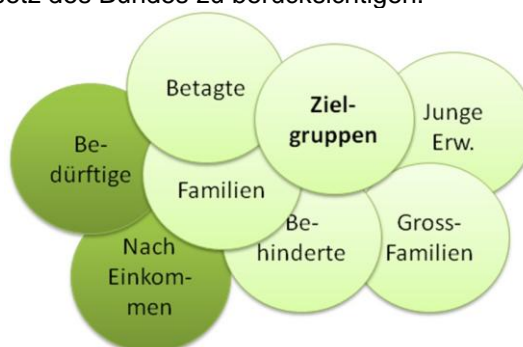 setz des Bundes zu berücksichtigen.
Betagte
Ziel-
gruppen
Junge
Erw.
Be-
dürftige
Familien
Be-
hinderte
Gross-
Familien
Nach
Einkom-
men